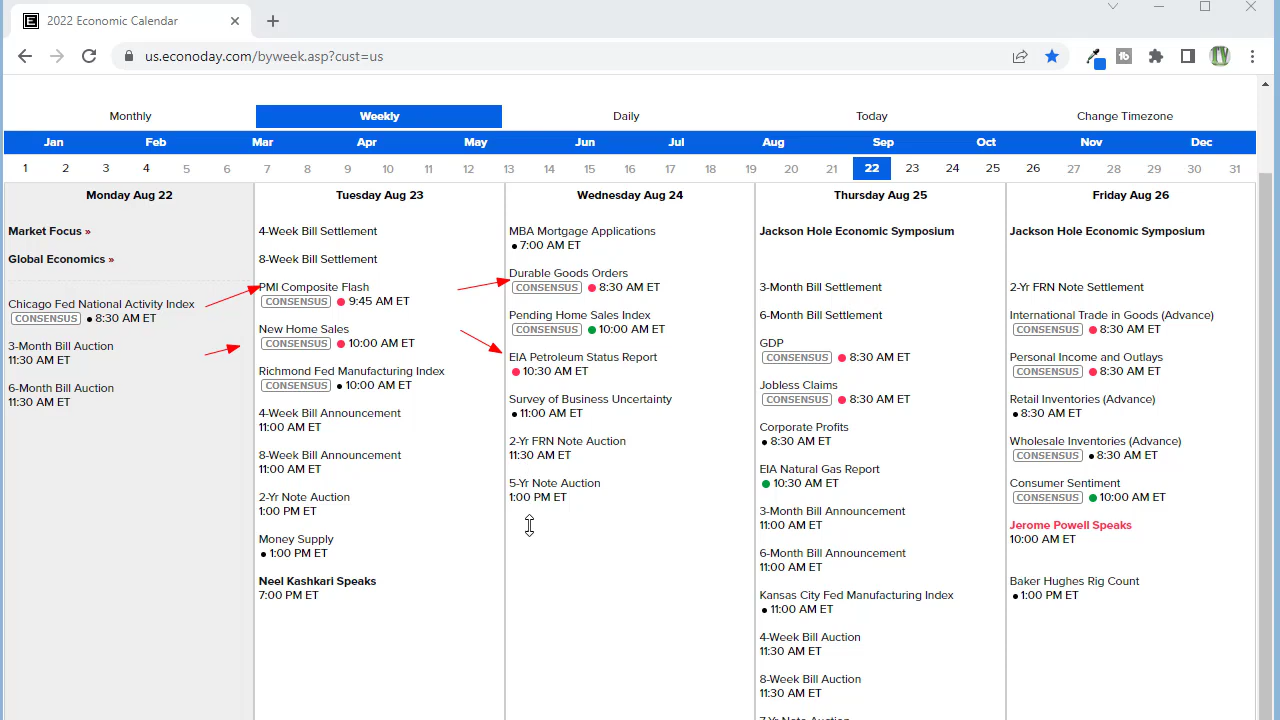 2022 Economic Calendar
us.econoday.com/byweek.asp?cust=us
Monthly Weekly Daily Today Change Timezone
Jan Feb Mar Apr May Jun Jul Aug Sep Oct Nov Dec
1 2 3 4 5 6 7 8 9 10 11 12 13 14 15 16 17 18 19 20 21 22 23 24 25 26 27 28 29 30 31
Monday Aug 22
Market Focus »
Global Economics »
Chicago Fed National Activity Index
CONSENSUS ● 8:30 AM ET
3-Month Bill Auction
11:30 AM ET
6-Month Bill Auction
11:30 AM ET
Tuesday Aug 23
4-Week Bill Settlement
8-Week Bill Settlement
PMI Composite Flash
CONSENSUS ● 9:45 AM ET
New Home Sales
CONSENSUS ● 10:00 AM ET
Richmond Fed Manufacturing Index
CONSENSUS ● 10:00 AM ET
4-Week Bill Announcement
11:00 AM ET
8-Week Bill Announcement
11:00 AM ET
2-Yr Note Auction
1:00 PM ET
Money Supply
● 1:00 PM ET
Neel Kashkari Speaks
7:00 PM ET
Wednesday Aug 24
MBA Mortgage Applications
● 7:00 AM ET
Durable Goods Orders
CONSENSUS ● 8:30 AM ET
Pending Home Sales Index
CONSENSUS ● 10:00 AM ET
EIA Petroleum Status Report
● 10:30 AM ET
Survey of Business Uncertainty
● 11:00 AM ET
2-Yr FRN Note Auction
11:30 AM ET
5-Yr Note Auction
1:00 PM ET
Thursday Aug 25
Jackson Hole Economic Symposium
3-Month Bill Settlement
6-Month Bill Settlement
GDP
CONSENSUS ● 8:30 AM ET
Jobless Claims
CONSENSUS ● 8:30 AM ET
Corporate Profits
● 8:30 AM ET
EIA Natural Gas Report
● 10:30 AM ET
3-Month Bill Announcement
11:00 AM ET
6-Month Bill Announcement
11:00 AM ET
Kansas City Fed Manufacturing Index
● 11:00 AM ET
4-Week Bill Auction
11:30 AM ET
8-Week Bill Auction
11:30 AM ET
7-Yr Note Auction
Friday Aug 26
Jackson Hole Economic Symposium
2-Yr FRN Note Settlement
International Trade in Goods (Advance)
CONSENSUS ● 8:30 AM ET
Personal Income and Outlays
CONSENSUS ● 8:30 AM ET
Retail Inventories (Advance)
● 8:30 AM ET
Wholesale Inventories (Advance)
CONSENSUS ● 8:30 AM ET
Consumer Sentiment
CONSENSUS ● 10:00 AM ET
Jerome Powell Speaks
10:00 AM ET
Baker Hughes Rig Count
● 1:00 PM ET